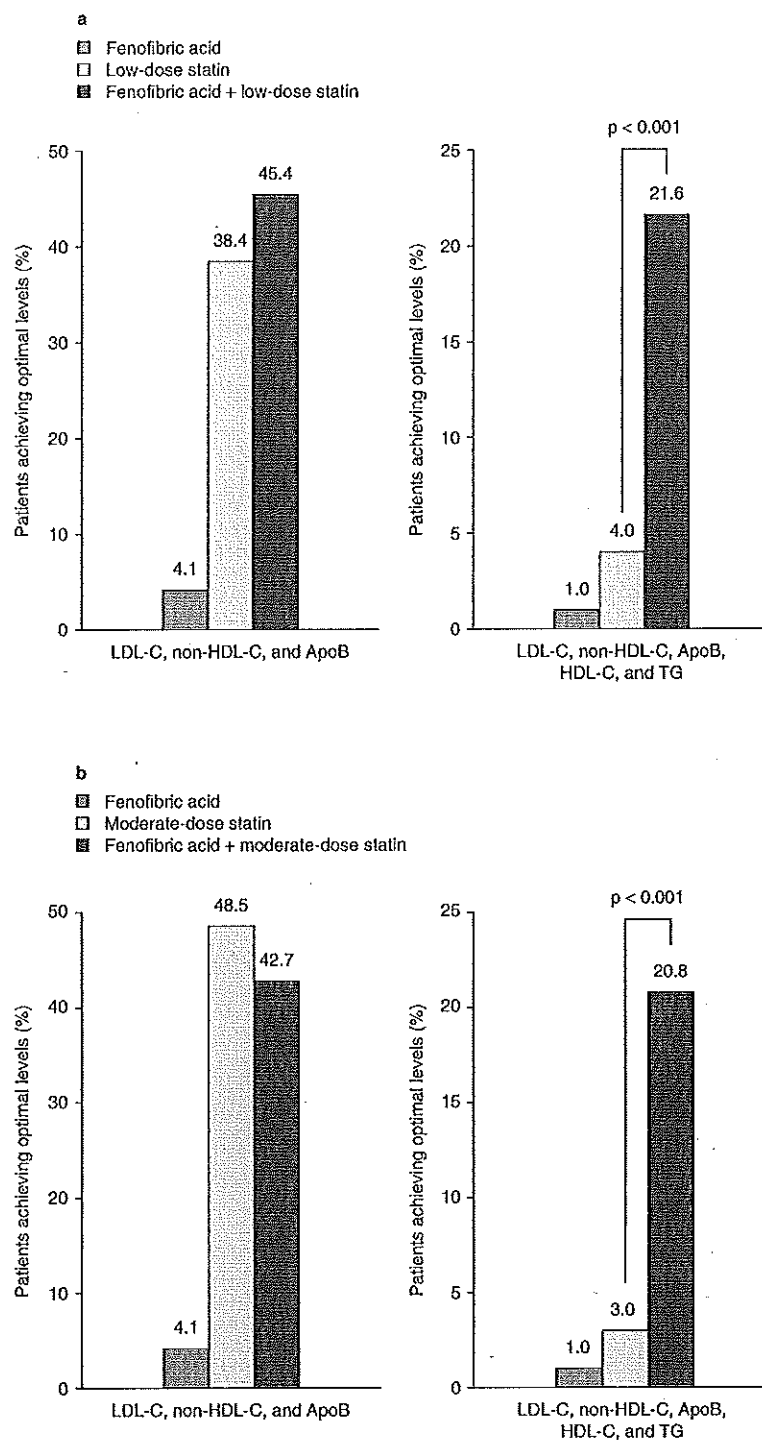 a
Fenofibric acid
Low-dose statin
Fenofibric acid + low-dose statin
Patients achieving optimal levels (%)
50
40
30
20
10
0
4.1
38.4
45.4
LDL-C, non-HDL-C, and ApoB
Patients achieving optimal levels (%)
25
20
15
10
5
0
p < 0.001
1.0
4.0
21.6
LDL-C, non-HDL-C, ApoB,
HDL-C, and TG
b
Fenofibric acid
Moderate-dose statin
Fenofibric acid + moderate-dose statin
Patients achieving optimal levels (%)
50
40
30
20
10
0
4.1
48.5
42.7
LDL-C, non-HDL-C, and ApoB
Patients achieving optimal levels (%)
25
20
15
10
5
0
p < 0.001
1.0
3.0
20.8
LDL-C, non-HDL-C, ApoB,
HDL-C, and TG